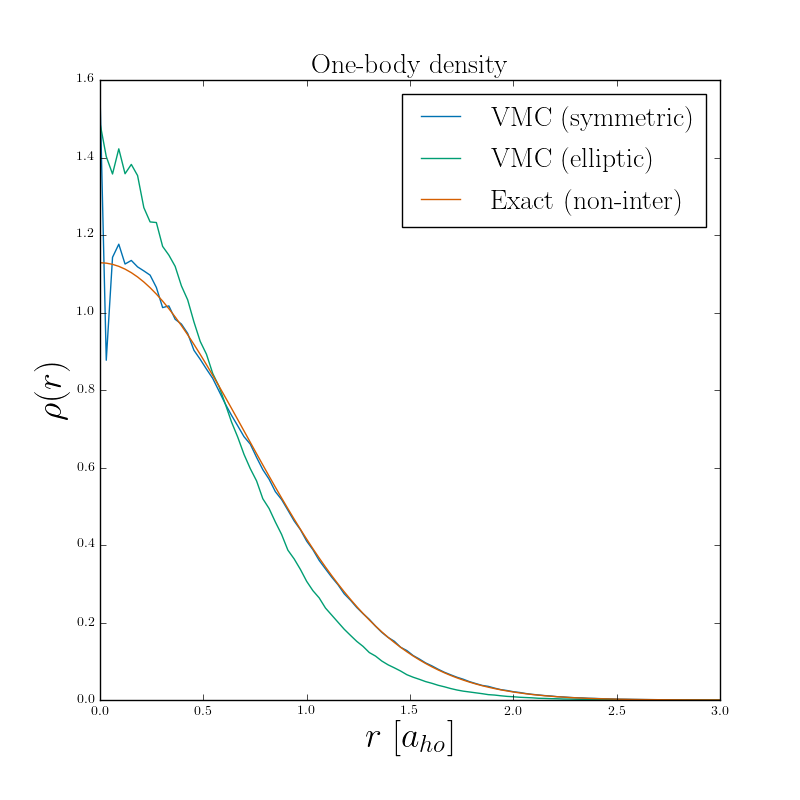 One-body density
VMC (symmetric)
VMC (elliptic)
Exact (non-inter)
ρ(r)
1.6
1.4
1.2
1.0
0.8
0.6
0.4
0.2
0.0
0.0 0.5 1.0 1.5 2.0 2.5 3.0
r [a_{ho}]